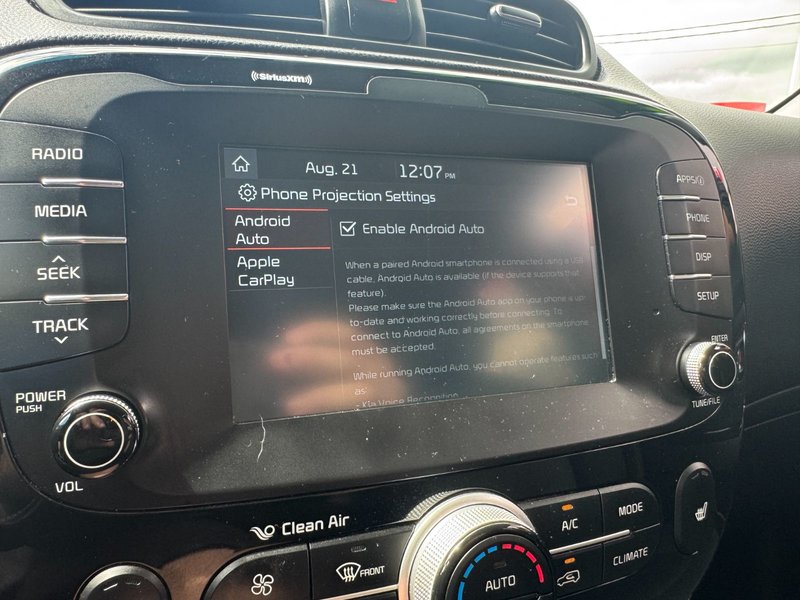 SiriusXM
RADIO
MEDIA
SEEK
TRACK
POWER
PUSH
VOL
Aug. 21 12:07 PM
Phone Projection Settings
Android
Auto
Apple
CarPlay
Enable Android Auto
When a paired Android smartphone is connected using a USB
cable, Android Auto is available (if the device supports that
feature).
Please make sure the Android Auto app on your phone is up-
to-date and working correctly before connecting. To
connect to Android Auto, all agreements on the smartphone
must be accepted.
While running Android Auto, you cannot operate features such
as:
- Kia Voice Recognition
APPS/
PHONE
DISP
SETUP
ENTER
TUNE/FILE
Clean Air
FRONT
AUTO
A/C
MODE
CLIMATE